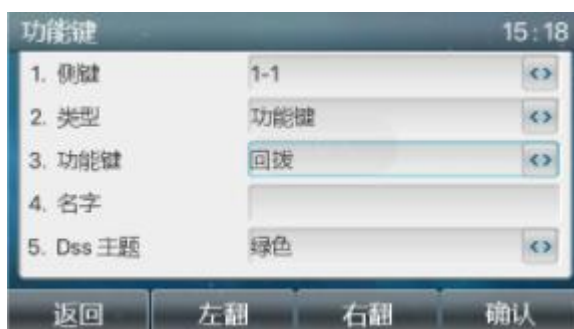 功能键 15:18
1. 侧键 1-1
2. 类型 功能键
3. 功能键 回拨
4. 名字
5. Dss 主题 绿色
返回 左翻 右翻 确认